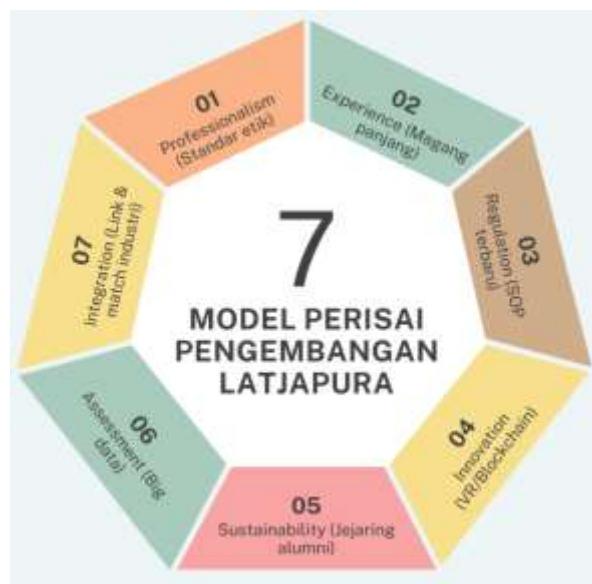 7
MODEL PERISAI
PENGEMBANGAN
LATJAPURA
01
Professionalism
(Standar etik)
02
Experience (Magang
panjang)
03
Regulation (SOP
terbaru)
04
Innovation
(VR/Blockchain)
05
Sustainability (Jejaring
alumni)
06
Assessment (Big
data)
07
Integration (Link &
match industri)